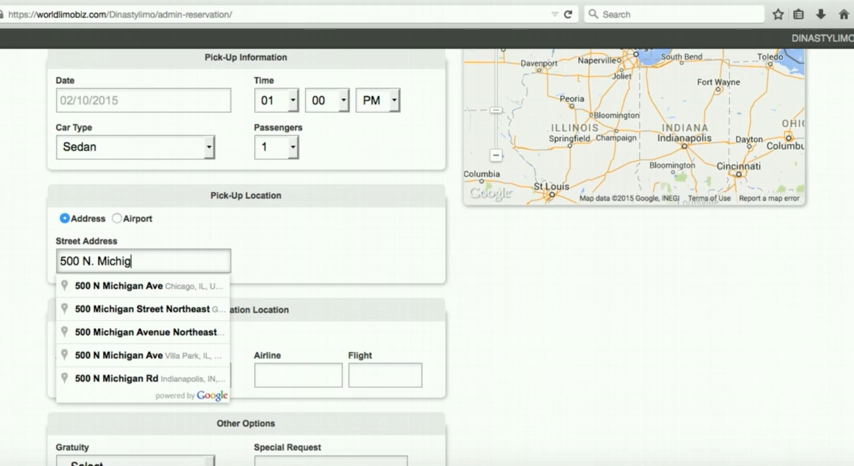 https://worldlimobiz.com/Dinastylimo/admin-reservation/
Search
DINASTYLIMO
Pick-Up Information
Date
Time
02/10/2015
01
00
PM
Car Type
Passengers
Sedan
1
Pick-Up Location
Address
Airport
Street Address
500 N. Michig
500 N Michigan Ave Chicago, IL, U...
500 Michigan Street Northeast G...
500 Michigan Avenue Northeast...
500 N Michigan Ave Villa Park, IL, ...
500 N Michigan Rd Indianapolis, IN,...
powered by Google
ation Location
Airline
Flight
Other Options
Gratuity
Special Request
Select
Davenport
Naperville
Joliet
South Bend
Toledo
Fort Wayne
Peoria
Bloomington
ILLINOIS
Springfield
Champaign
INDIANA
Indianapolis
OHIO
Dayton
Columbu
Bloomington
Cincinnati
Columbia
St Louis
Google
Map data ©2015 Google, INEGI
Terms of Use
Report a map error